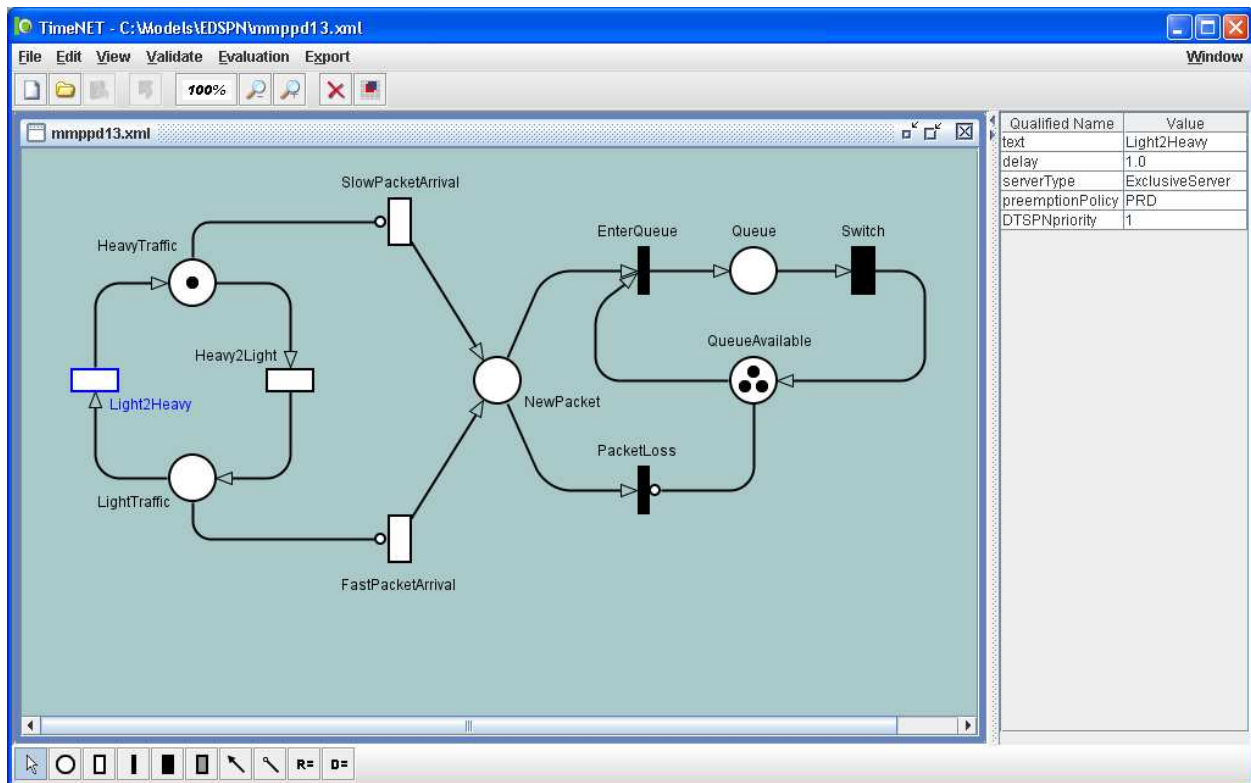 TimeNET - C:\Models\EDSPN\mmppd13.xml
File Edit View Validate Evaluation Export Window
100%
mmppd13.xml
Qualified Name Value
text Light2Heavy
delay 1.0
serverType ExclusiveServer
preemptionPolicy PRD
DTSPNpriority 1
SlowPacketArrival
HeavyTraffic
EnterQueue Queue Switch
Heavy2Light
QueueAvailable
Light2Heavy
NewPacket
PacketLoss
LightTraffic
FastPacketArrival
R= D=